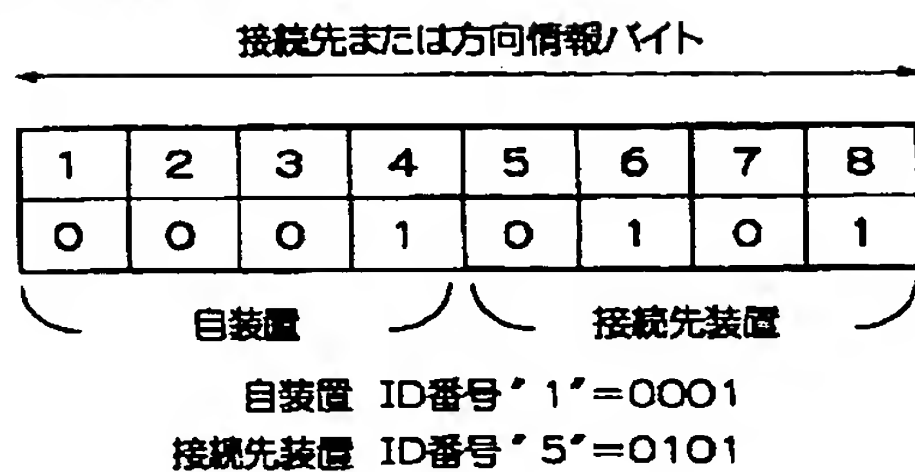 接続先または方向情報バイト
1 2 3 4 5 6 7 8
0 0 0 1 0 1 0 1
自装置 接続先装置
自装置 ID番号"1"=0001
接続先装置 ID番号"5"=0101